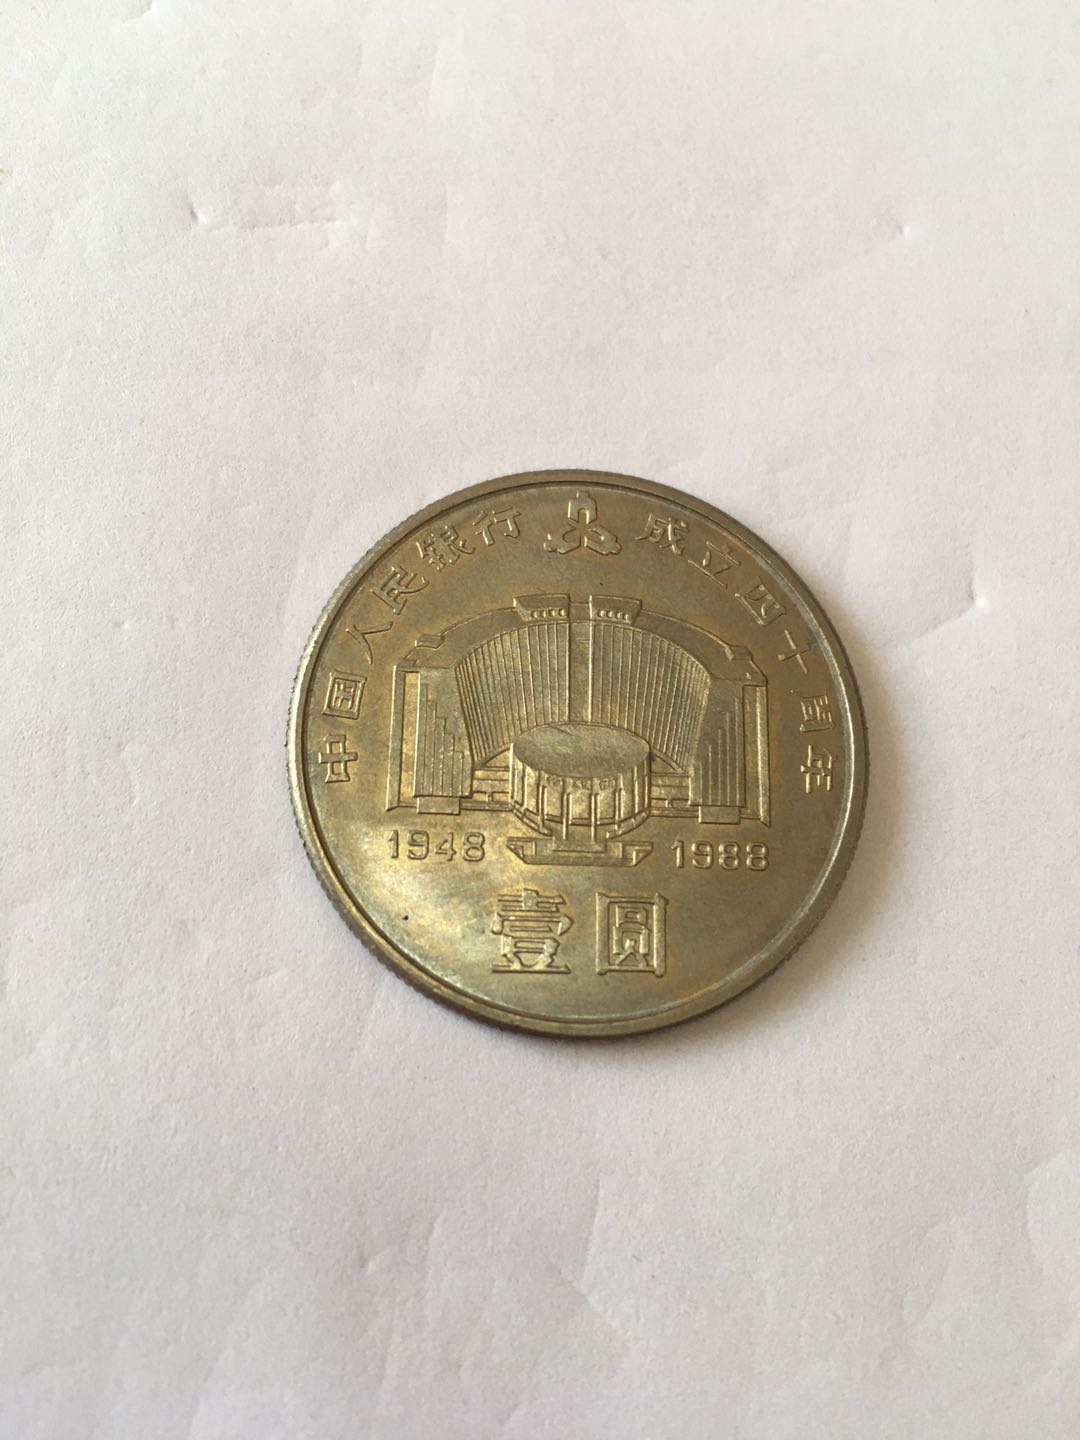 中国人民银行 成立四十周年
1948 1988
壹圆